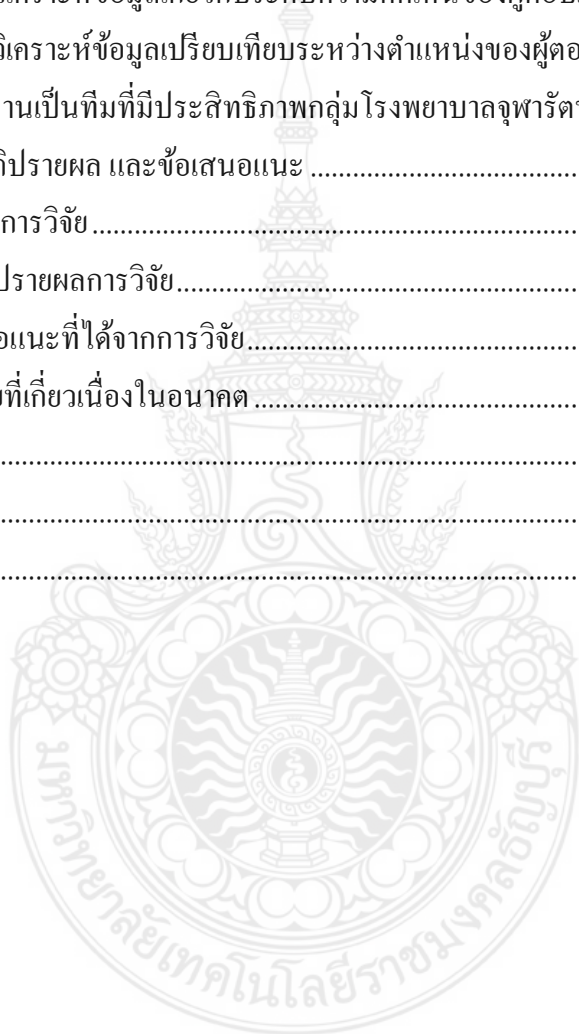 วิเคราะห์ข้อมูลเปรียบเทียบระหว่างตำแหน่งของผู้ตอ
านเป็นทีมที่มีประสิทธิภาพกลุ่มโรงพยาบาลจุฬารัต
ิปรายผล และข้อเสนอแนะ ........................................
การวิจัย ........................................
ปรายผลการวิจัย ........................................
อแนะที่ได้จากการวิจัย ........................................
ยที่เกี่ยวเนื่องในอนาคต ........................................
........................................
........................................
........................................
มหาวิทยาลัยเทคโนโลยีราชมงคลธัญบุรี